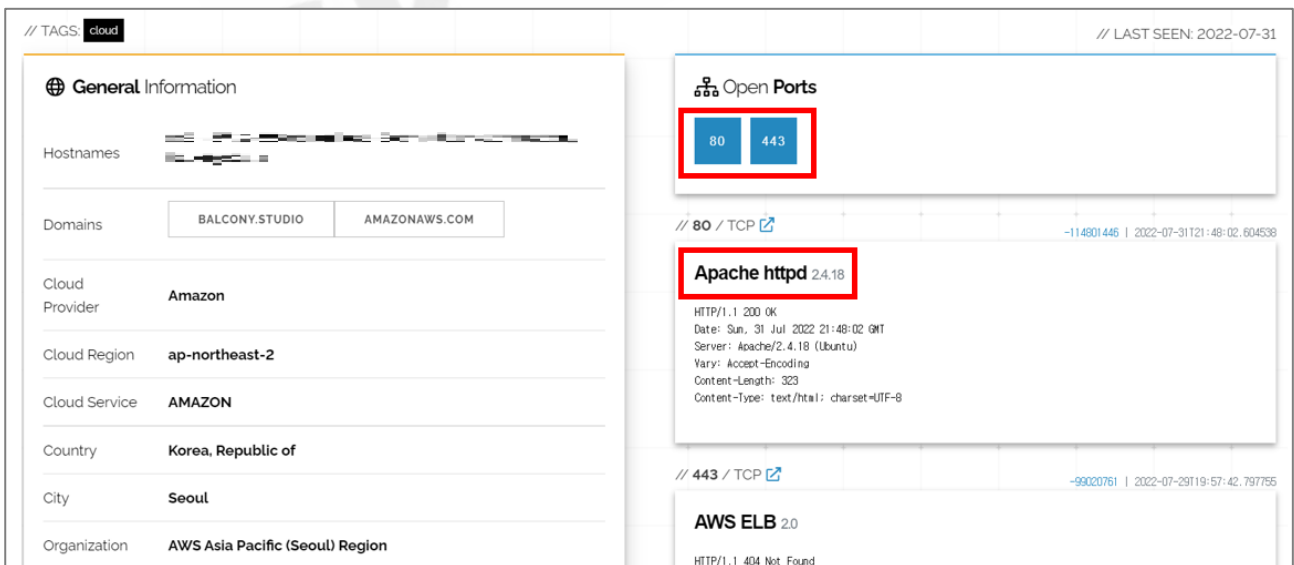 // TAGS: cloud
// LAST SEEN: 2022-07-31
General Information
Hostnames
Domains
BALCONY.STUDIO
AMAZONAWS.COM
Cloud
Provider
Amazon
Cloud Region
ap-northeast-2
Cloud Service
AMAZON
Country
Korea, Republic of
City
Seoul
Organization
AWS Asia Pacific (Seoul) Region
Open Ports
80
443
// 80 / TCP
-114801446 | 2022-07-31T21:48:02.604538
Apache httpd 2.4.18
HTTP/1.1 200 OK
Date: Sun, 31 Jul 2022 21:48:02 GMT
Server: Apache/2.4.18 (Ubuntu)
Vary: Accept-Encoding
Content-Length: 323
Content-Type: text/html; charset=UTF-8
// 443 / TCP
-99020761 | 2022-07-29T19:57:42.797755
AWS ELB 2.0
HTTP/1.1 404 Not Found